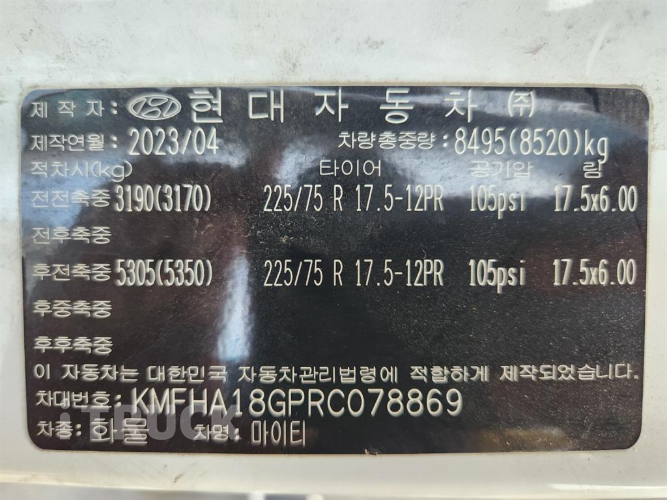 제 작 자: 현 대 자 동 차 ㈜
제작연월: 2023/04 차량총중량: 8495(8520)kg
적차시(kg) 타이어 공기압 림
전전축중 3190(3170) 225/75 R 17.5-12PR 105psi 17.5x6.00
전후축중
후전축중 5305(5350) 225/75 R 17.5-12PR 105psi 17.5x6.00
후중축중
후후축중
이 자동차는 대한민국 자동차관리법령에 적합하게 제작되었습니다.
차대번호: KMFHA18GPRC078869
차종: 화물 차명: 마이티
TRUCK